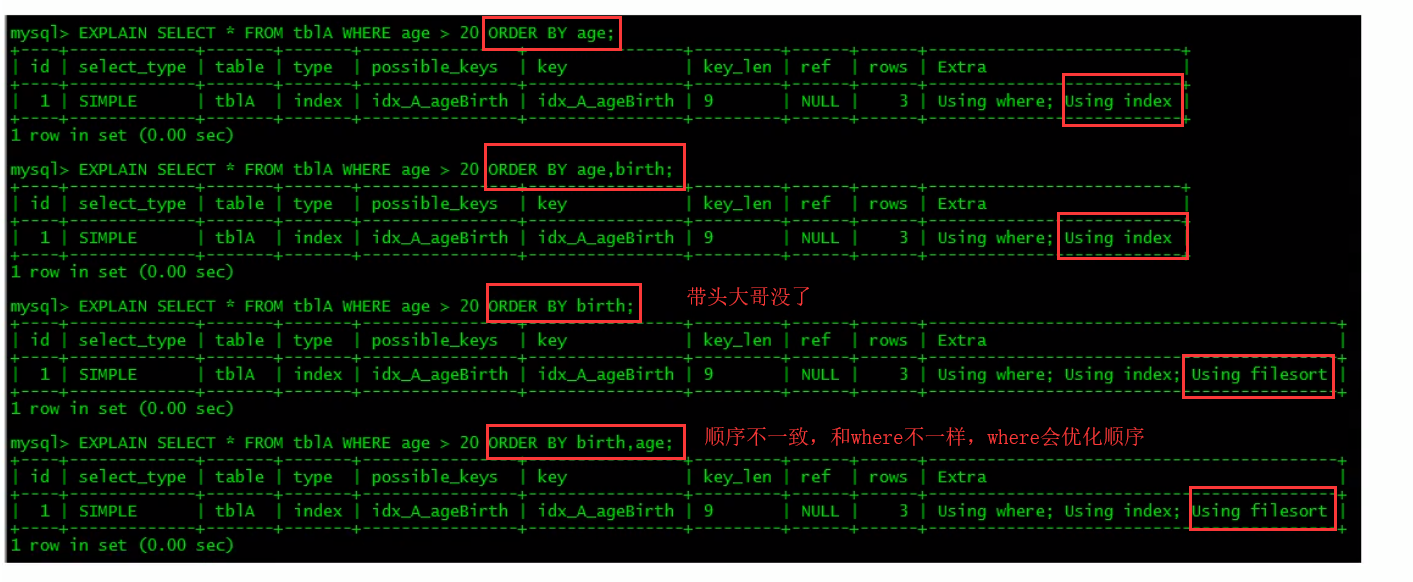 mysql> EXPLAIN SELECT * FROM tblA WHERE age > 20 ORDER BY age;
| id | select_type | table | type | possible_keys | key | key_len | ref | rows | Extra |
| 1 | SIMPLE | tblA | index | idx_A_ageBirth | idx_A_ageBirth | 9 | NULL | 3 | Using where; Using index |
1 row in set (0.00 sec)
mysql> EXPLAIN SELECT * FROM tblA WHERE age > 20 ORDER BY age,birth;
| id | select_type | table | type | possible_keys | key | key_len | ref | rows | Extra |
| 1 | SIMPLE | tblA | index | idx_A_ageBirth | idx_A_ageBirth | 9 | NULL | 3 | Using where; Using index |
1 row in set (0.00 sec)
mysql> EXPLAIN SELECT * FROM tblA WHERE age > 20 ORDER BY birth; 带头大哥没了
| id | select_type | table | type | possible_keys | key | key_len | ref | rows | Extra |
| 1 | SIMPLE | tblA | index | idx_A_ageBirth | idx_A_ageBirth | 9 | NULL | 3 | Using where; Using index; Using filesort |
1 row in set (0.00 sec)
mysql> EXPLAIN SELECT * FROM tblA WHERE age > 20 ORDER BY birth,age; 顺序不一致，和where不一样，where会优化顺序
| id | select_type | table | type | possible_keys | key | key_len | ref | rows | Extra |
| 1 | SIMPLE | tblA | index | idx_A_ageBirth | idx_A_ageBirth | 9 | NULL | 3 | Using where; Using index; Using filesort |
1 row in set (0.00 sec)